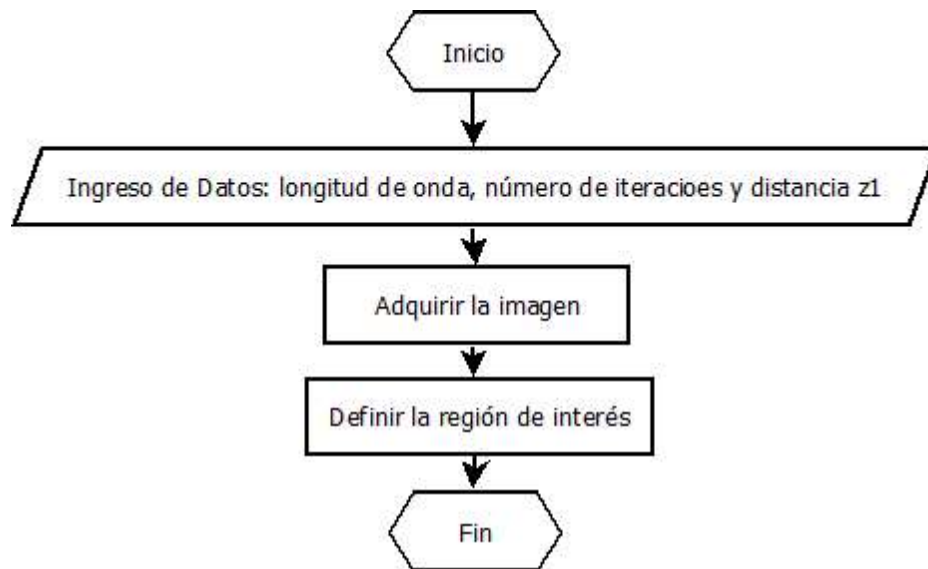 Inicio
Ingreso de Datos: longitud de onda, número de iteracioes y distancia z1
Adquirir la imagen
Definir la región de interés
Fin